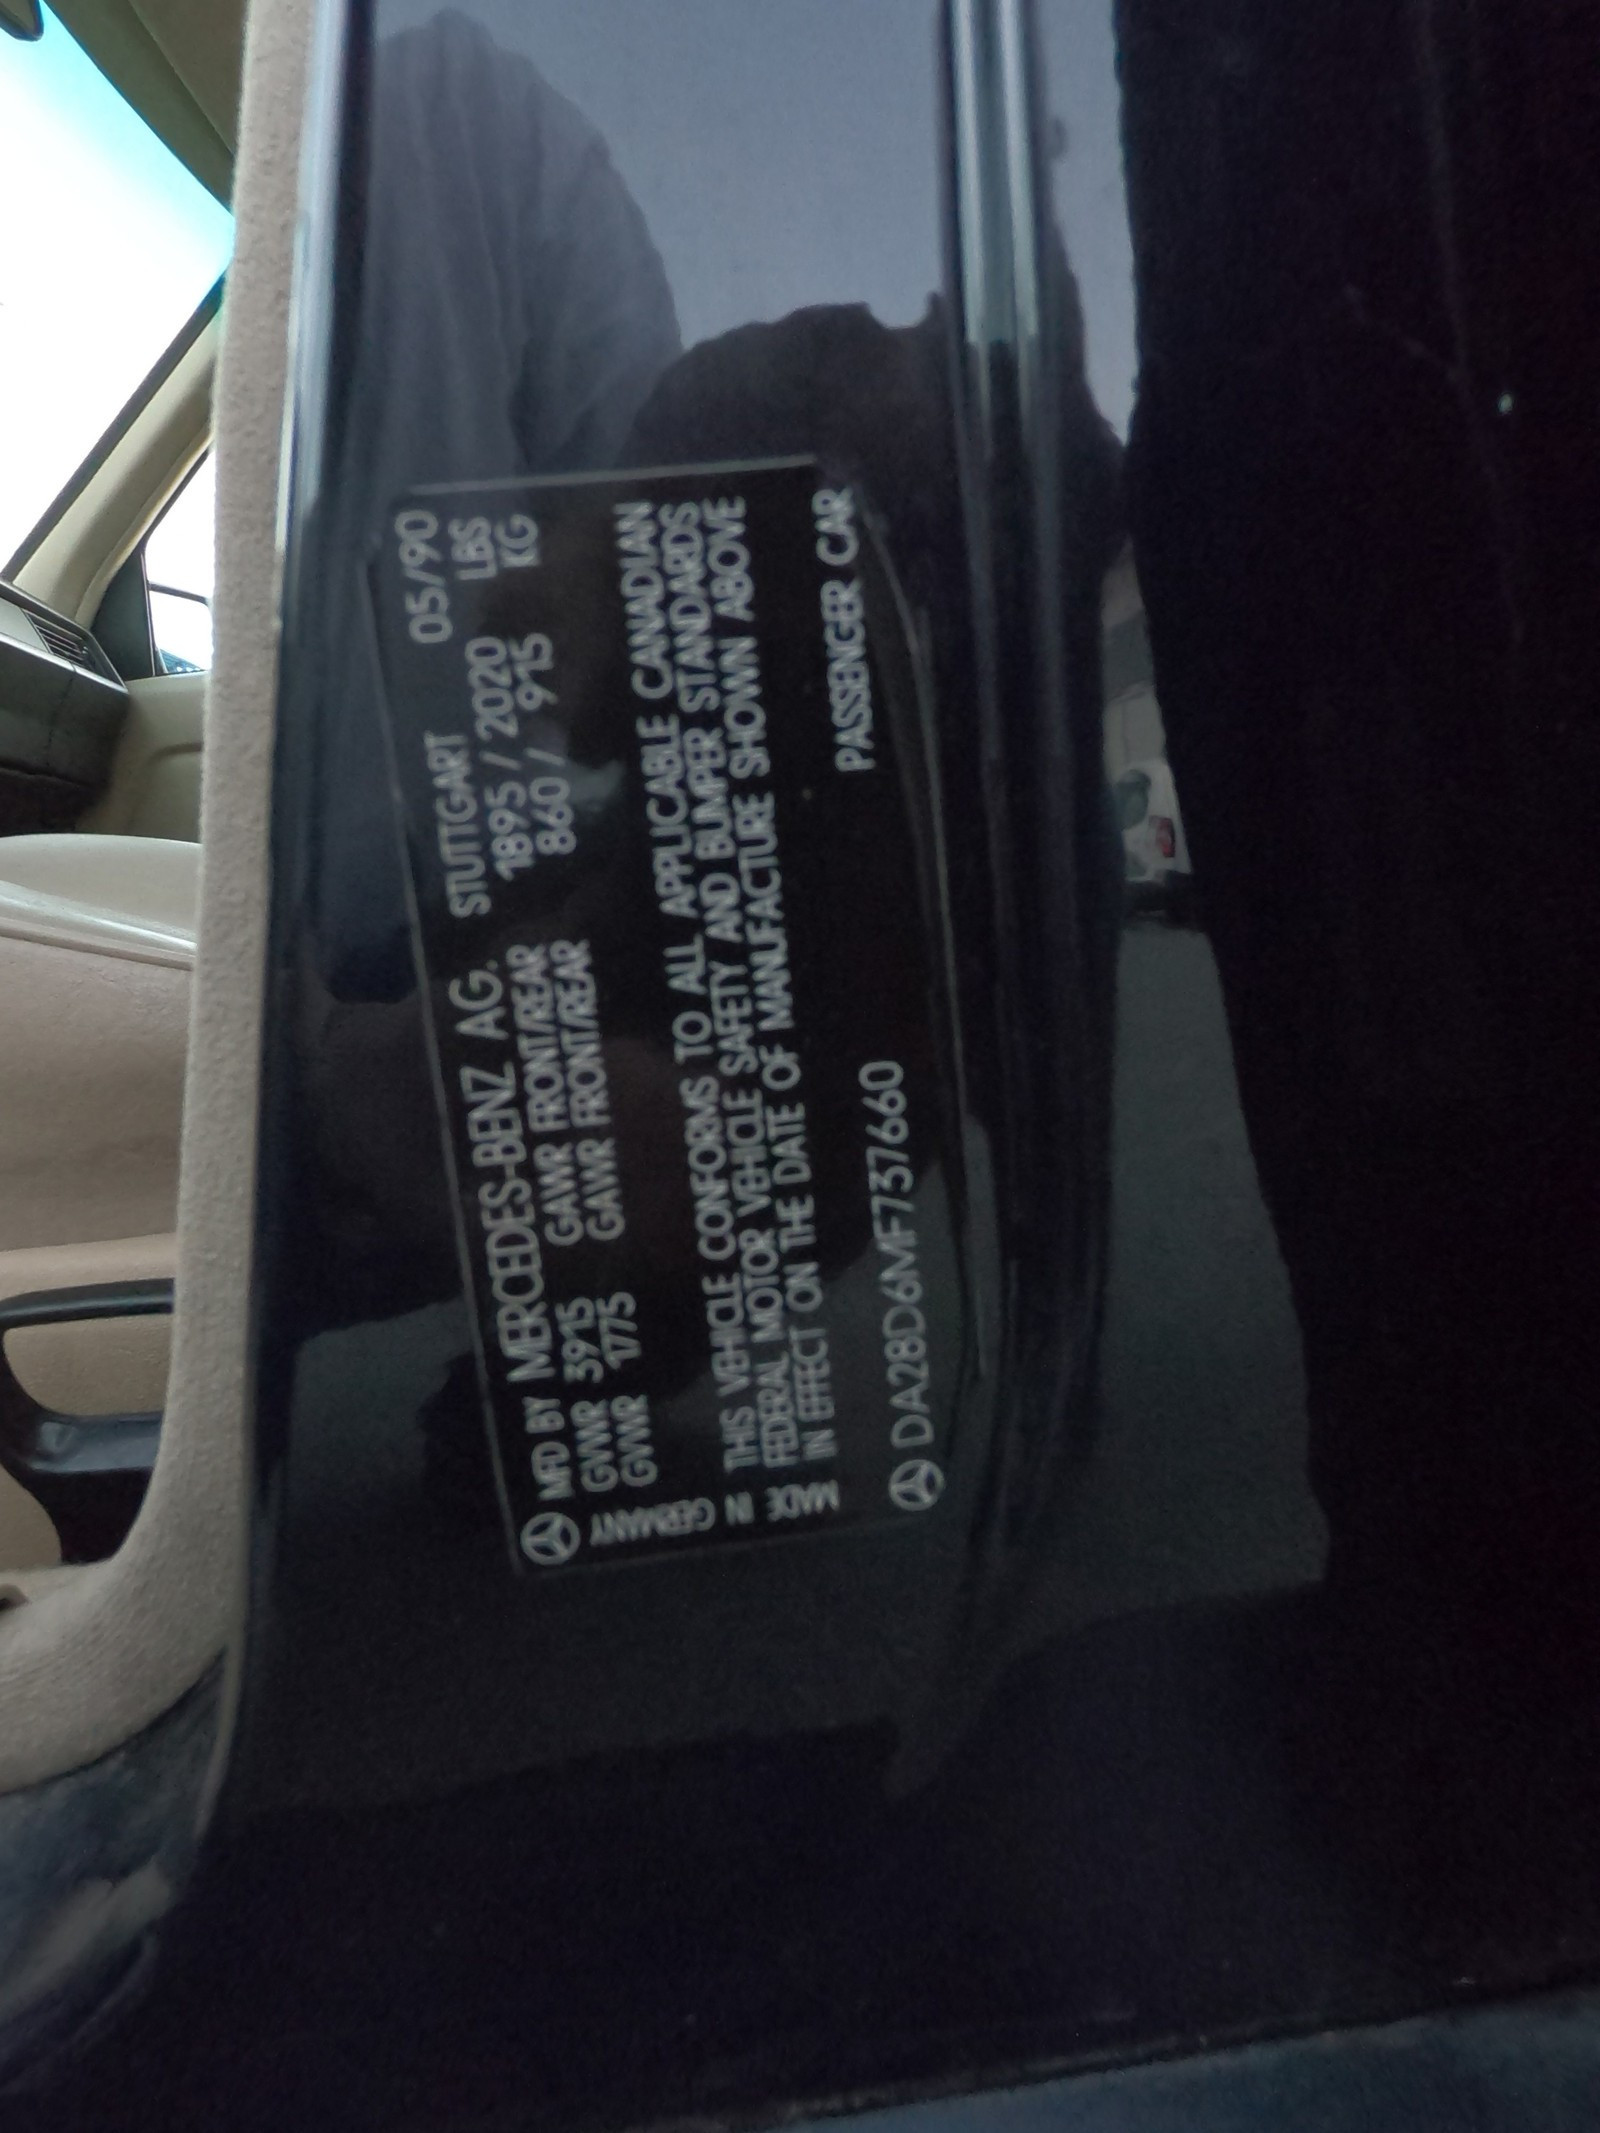 MFD BY MERCEDES-BENZ AG. STUTTGART 05/90
GVWR 3915 GAWR FRONT/REAR 1895 / 2020 LBS
GVWR 1775 GAWR FRONT/REAR 860 / 915 KG
THIS VEHICLE CONFORMS TO ALL APPLICABLE CANADIAN
FEDERAL MOTOR VEHICLE SAFETY AND BUMPER STANDARDS
IN EFFECT ON THE DATE OF MANUFACTURE SHOWN ABOVE
MADE IN GERMANY
DA28D6MF737660 PASSENGER CAR